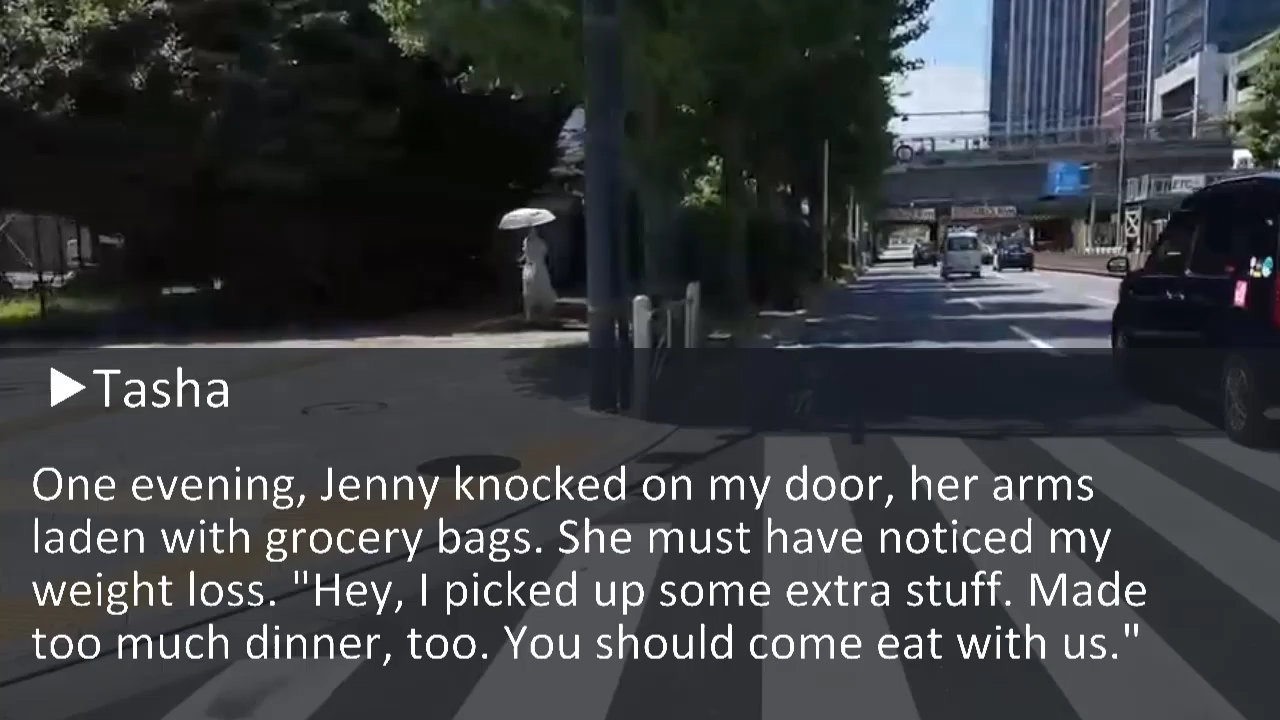 ▶Tasha
One evening, Jenny knocked on my door, her arms
laden with grocery bags. She must have noticed my
weight loss. "Hey, I picked up some extra stuff. Made
too much dinner, too. You should come eat with us."